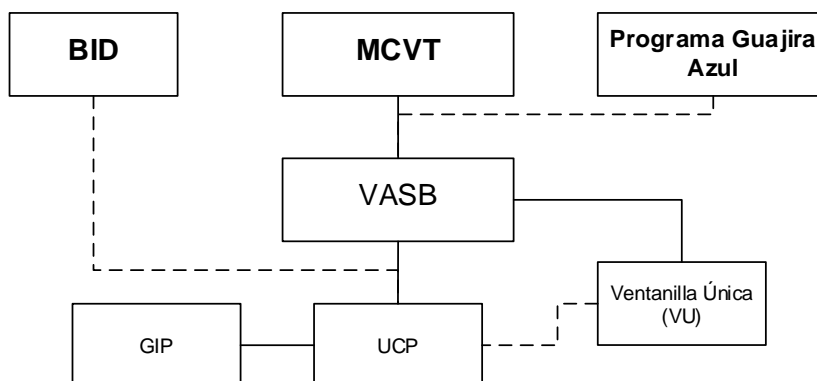 BID
MCVT
Programa Guajira
Azul
VASB
Ventanilla Única
(VU)
GIP
UCP